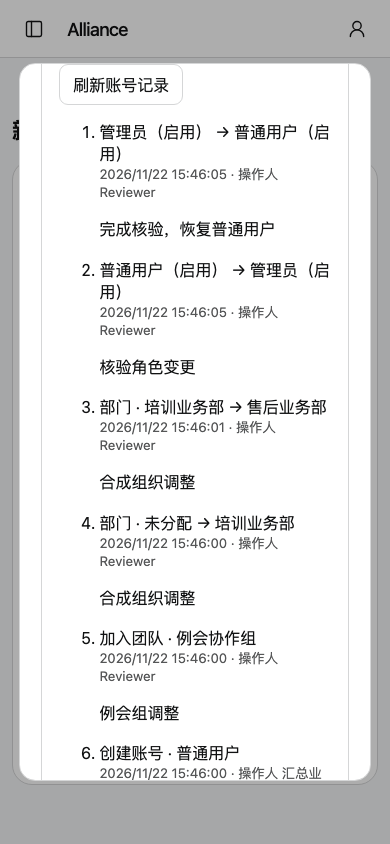 Alliance
刷新账号记录
1. 管理员（启用） → 普通用户（启
用）
2026/11/22 15:46:05 · 操作人
Reviewer
完成核验，恢复普通用户
2. 普通用户（启用） → 管理员（启
用）
2026/11/22 15:46:05 · 操作人
Reviewer
核验角色变更
3. 部门 · 培训业务部 → 售后业务部
2026/11/22 15:46:01 · 操作人
Reviewer
合成组织调整
4. 部门 · 未分配 → 培训业务部
2026/11/22 15:46:00 · 操作人
Reviewer
合成组织调整
5. 加入团队 · 例会协作组
2026/11/22 15:46:00 · 操作人
Reviewer
例会组调整
6. 创建账号 · 普通用户
2026/11/22 15:46:00 · 操作人 汇总业